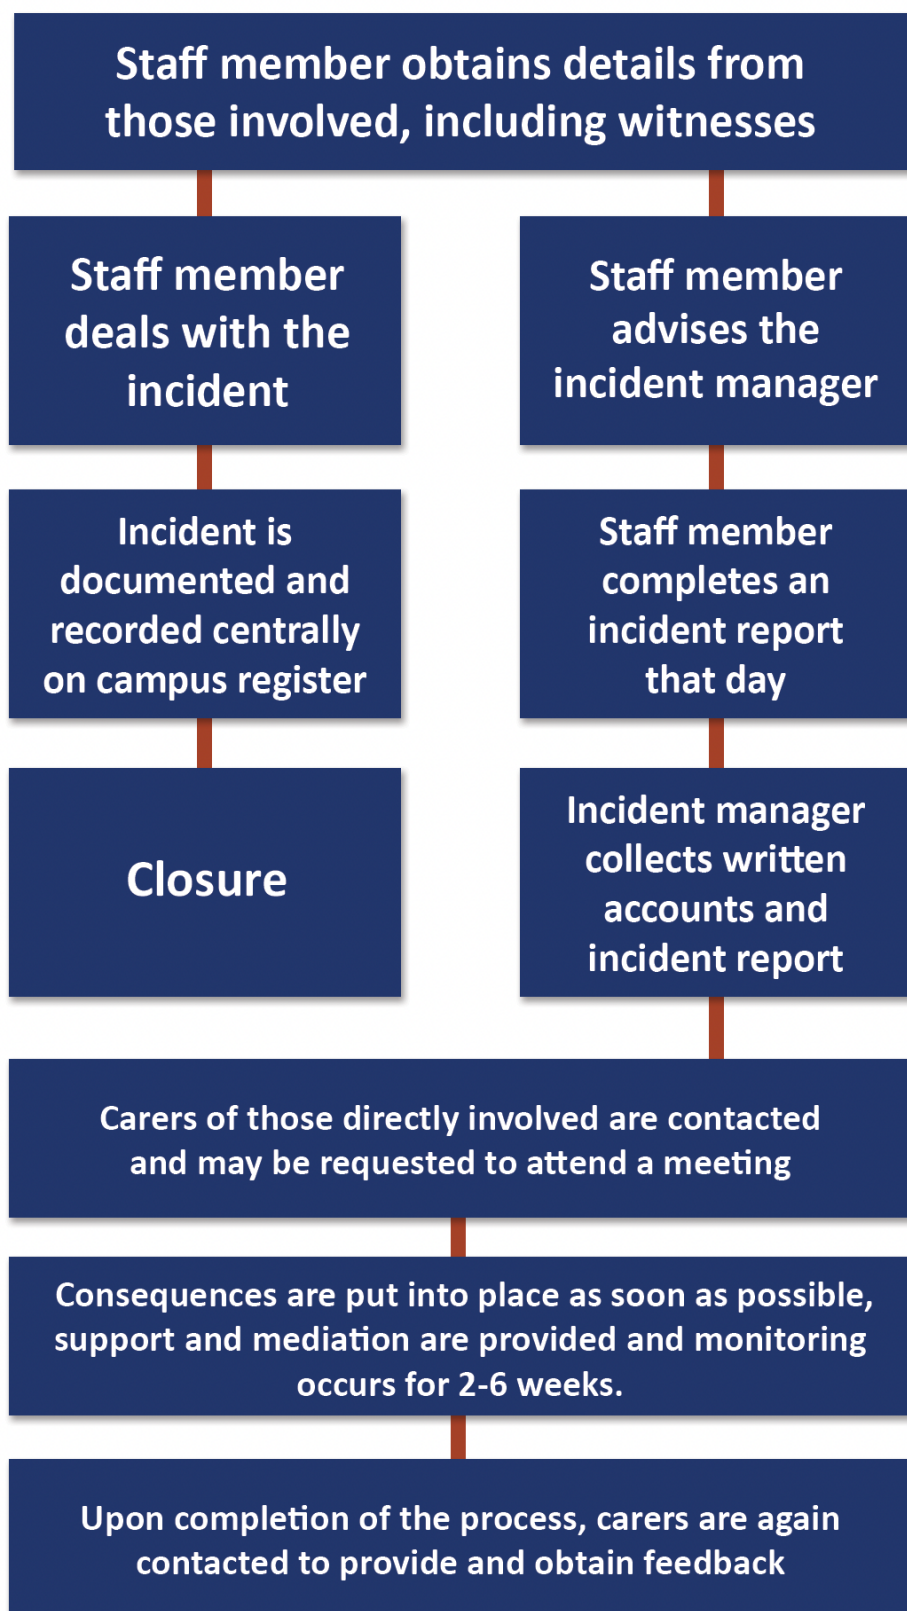 Staff member obtains details from
those involved, including witnesses
Staff member
deals with the
incident
Staff member
advises the
incident manager
Incident is
documented and
recorded centrally
on campus register
Staff member
completes an
incident report
that day
Closure
Incident manager
collects written
accounts and
incident report
Carers of those directly involved are contacted
and may be requested to attend a meeting
Consequences are put into place as soon as possible,
support and mediation are provided and monitoring
occurs for 2-6 weeks.
Upon completion of the process, carers are again
contacted to provide and obtain feedback